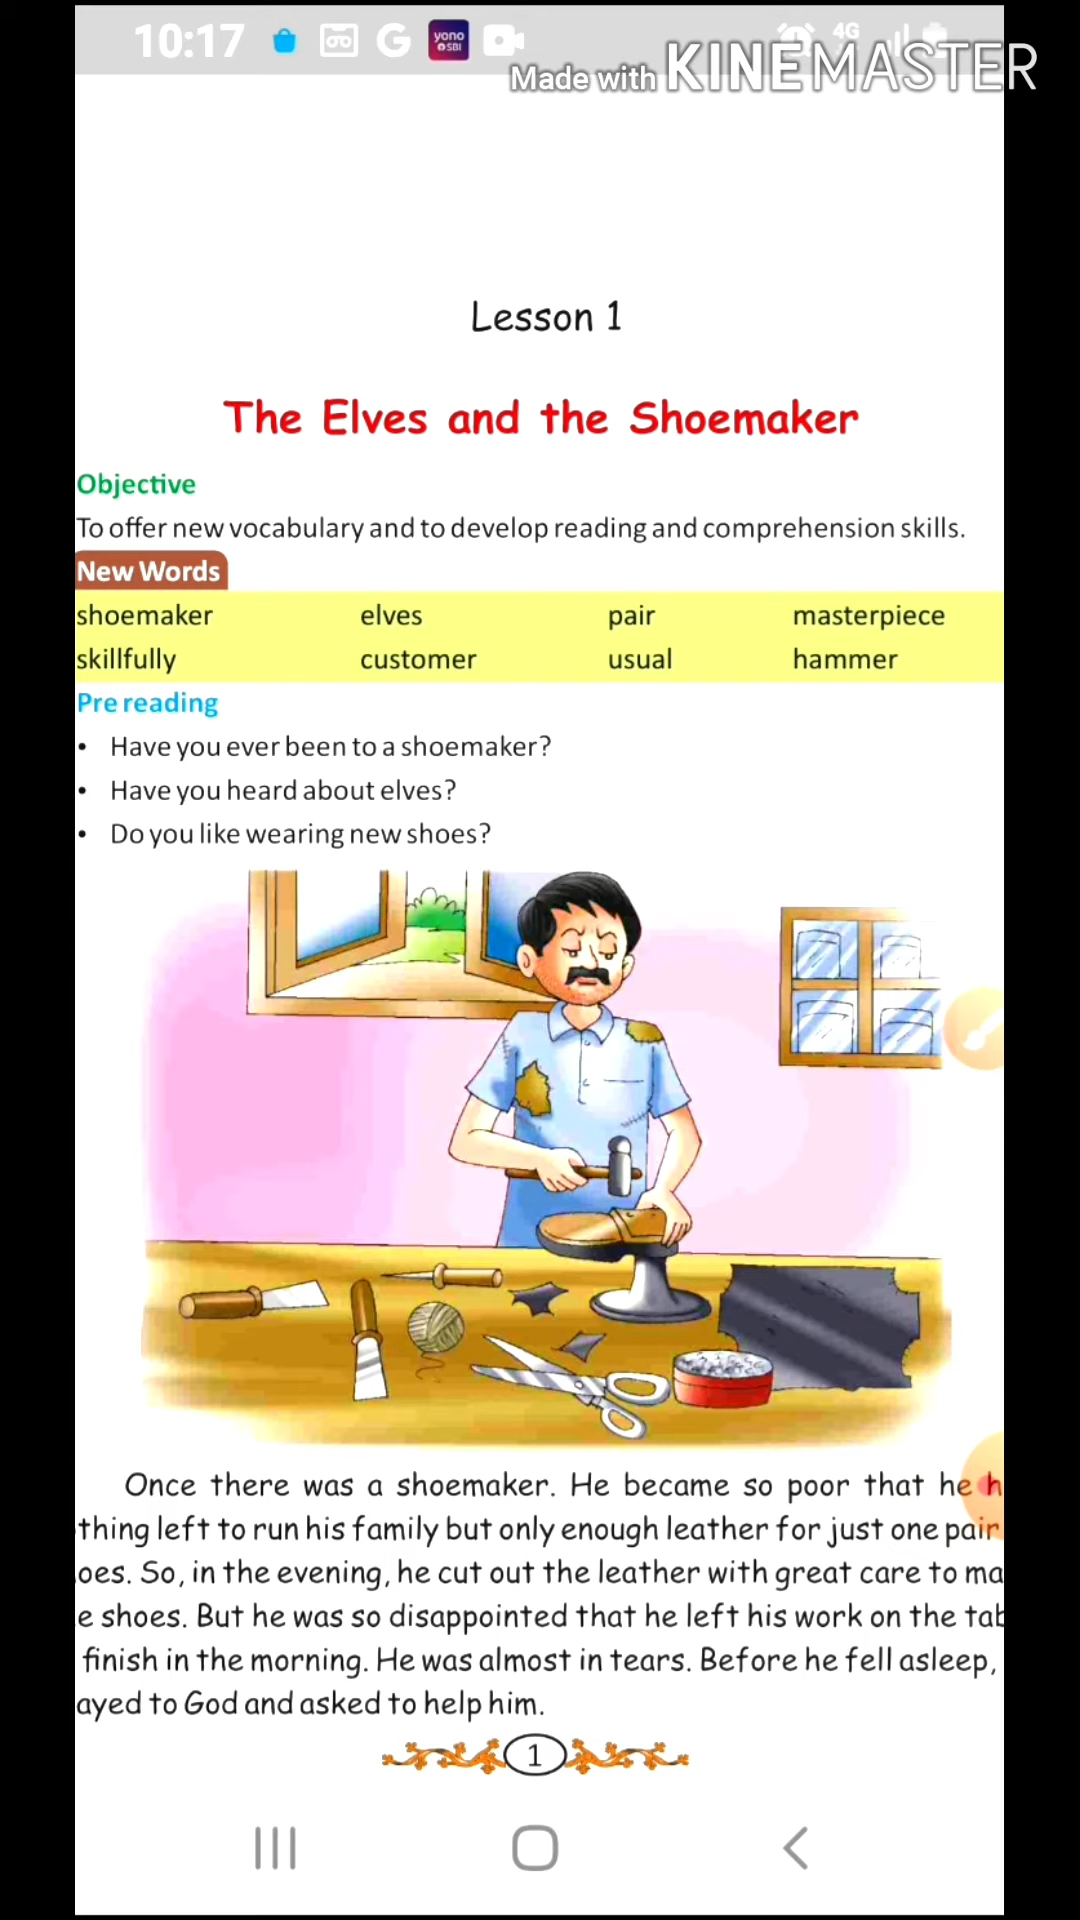 10:17
yono
SBI
4G
Made with KINEMASTER
Lesson 1
The Elves and the Shoemaker
Objective
To offer new vocabulary and to develop reading and comprehension skills.
New Words
shoemaker elves pair masterpiece
skillfully customer usual hammer
Pre reading
• Have you ever been to a shoemaker?
• Have you heard about elves?
• Do you like wearing new shoes?
Once there was a shoemaker. He became so poor that he h
thing left to run his family but only enough leather for just one pair
oes. So, in the evening, he cut out the leather with great care to ma
e shoes. But he was so disappointed that he left his work on the tab
finish in the morning. He was almost in tears. Before he fell asleep,
ayed to God and asked to help him.
1